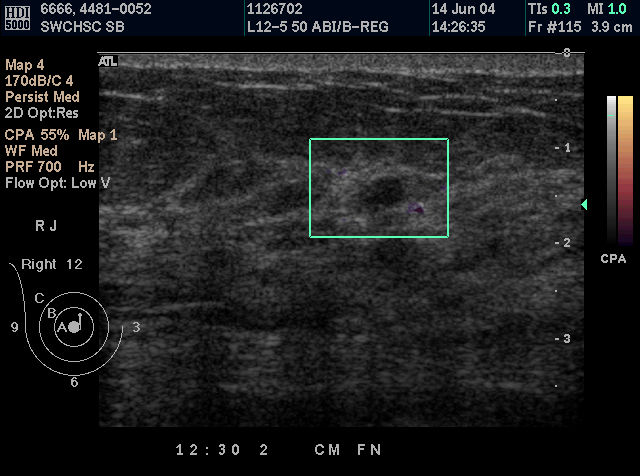 HDI 5000
6666, 4481-0052 1126702 14 Jun 04 TIs 0.3 MI 1.0
SWCHSC SB L12-5 50 ABI/B-REG 14:26:35 Fr #115 3.9 cm
ATL
8
Map 4
170dB/C 4
Persist Med
2D Opt:Res
CPA 55% Map 1
WF Med
PRF 700 Hz
Flow Opt: Low V
1
2
3
CPA
R J
Right 12
C
B
A
9
3
6
12:30 2 CM FN